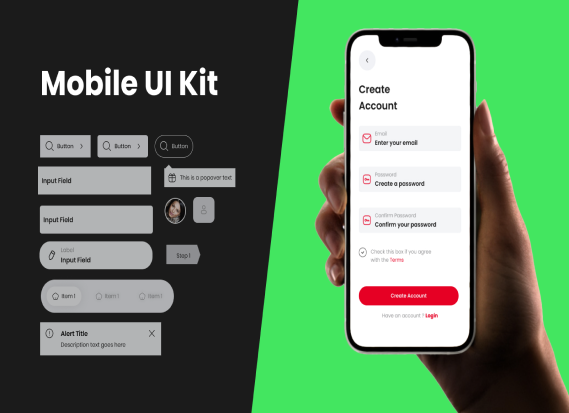 Mobile UI Kit
Button
Button
Button
Input Field
This is a popover text
Input Field
Label
Input Field
Step 1
Item 1
Item 1
Item 1
Alert Title
Description text goes here
Create
Account
Email
Enter your email
Password
Create a password
Confirm Password
Confirm your password
Check this box if you agree
with the Terms
Create Account
Have an account ? Login